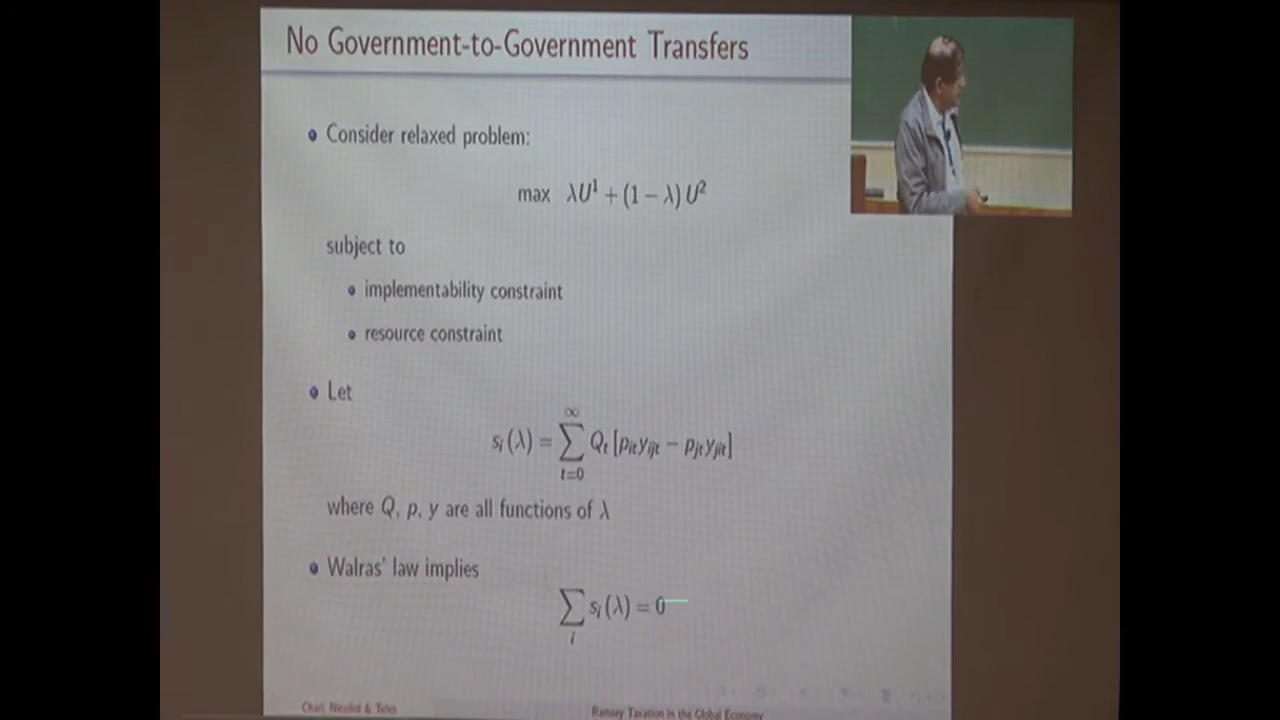 No Government-to-Government Transfers
• Consider relaxed problem:
max λU¹ + (1 − λ) U²
subject to
• implementability constraint
• resource constraint
• Let
sᵢ (λ) = ∑_{t=0}^{∞} Qₜ [pᵢₜyᵢⱼₜ − pⱼₜyⱼᵢₜ]
where Q, p, y are all functions of λ
• Walras' law implies
∑ᵢ sᵢ (λ) = 0
Chari, Nicolini & Teles
Ramsey Taxation in the Global Economy